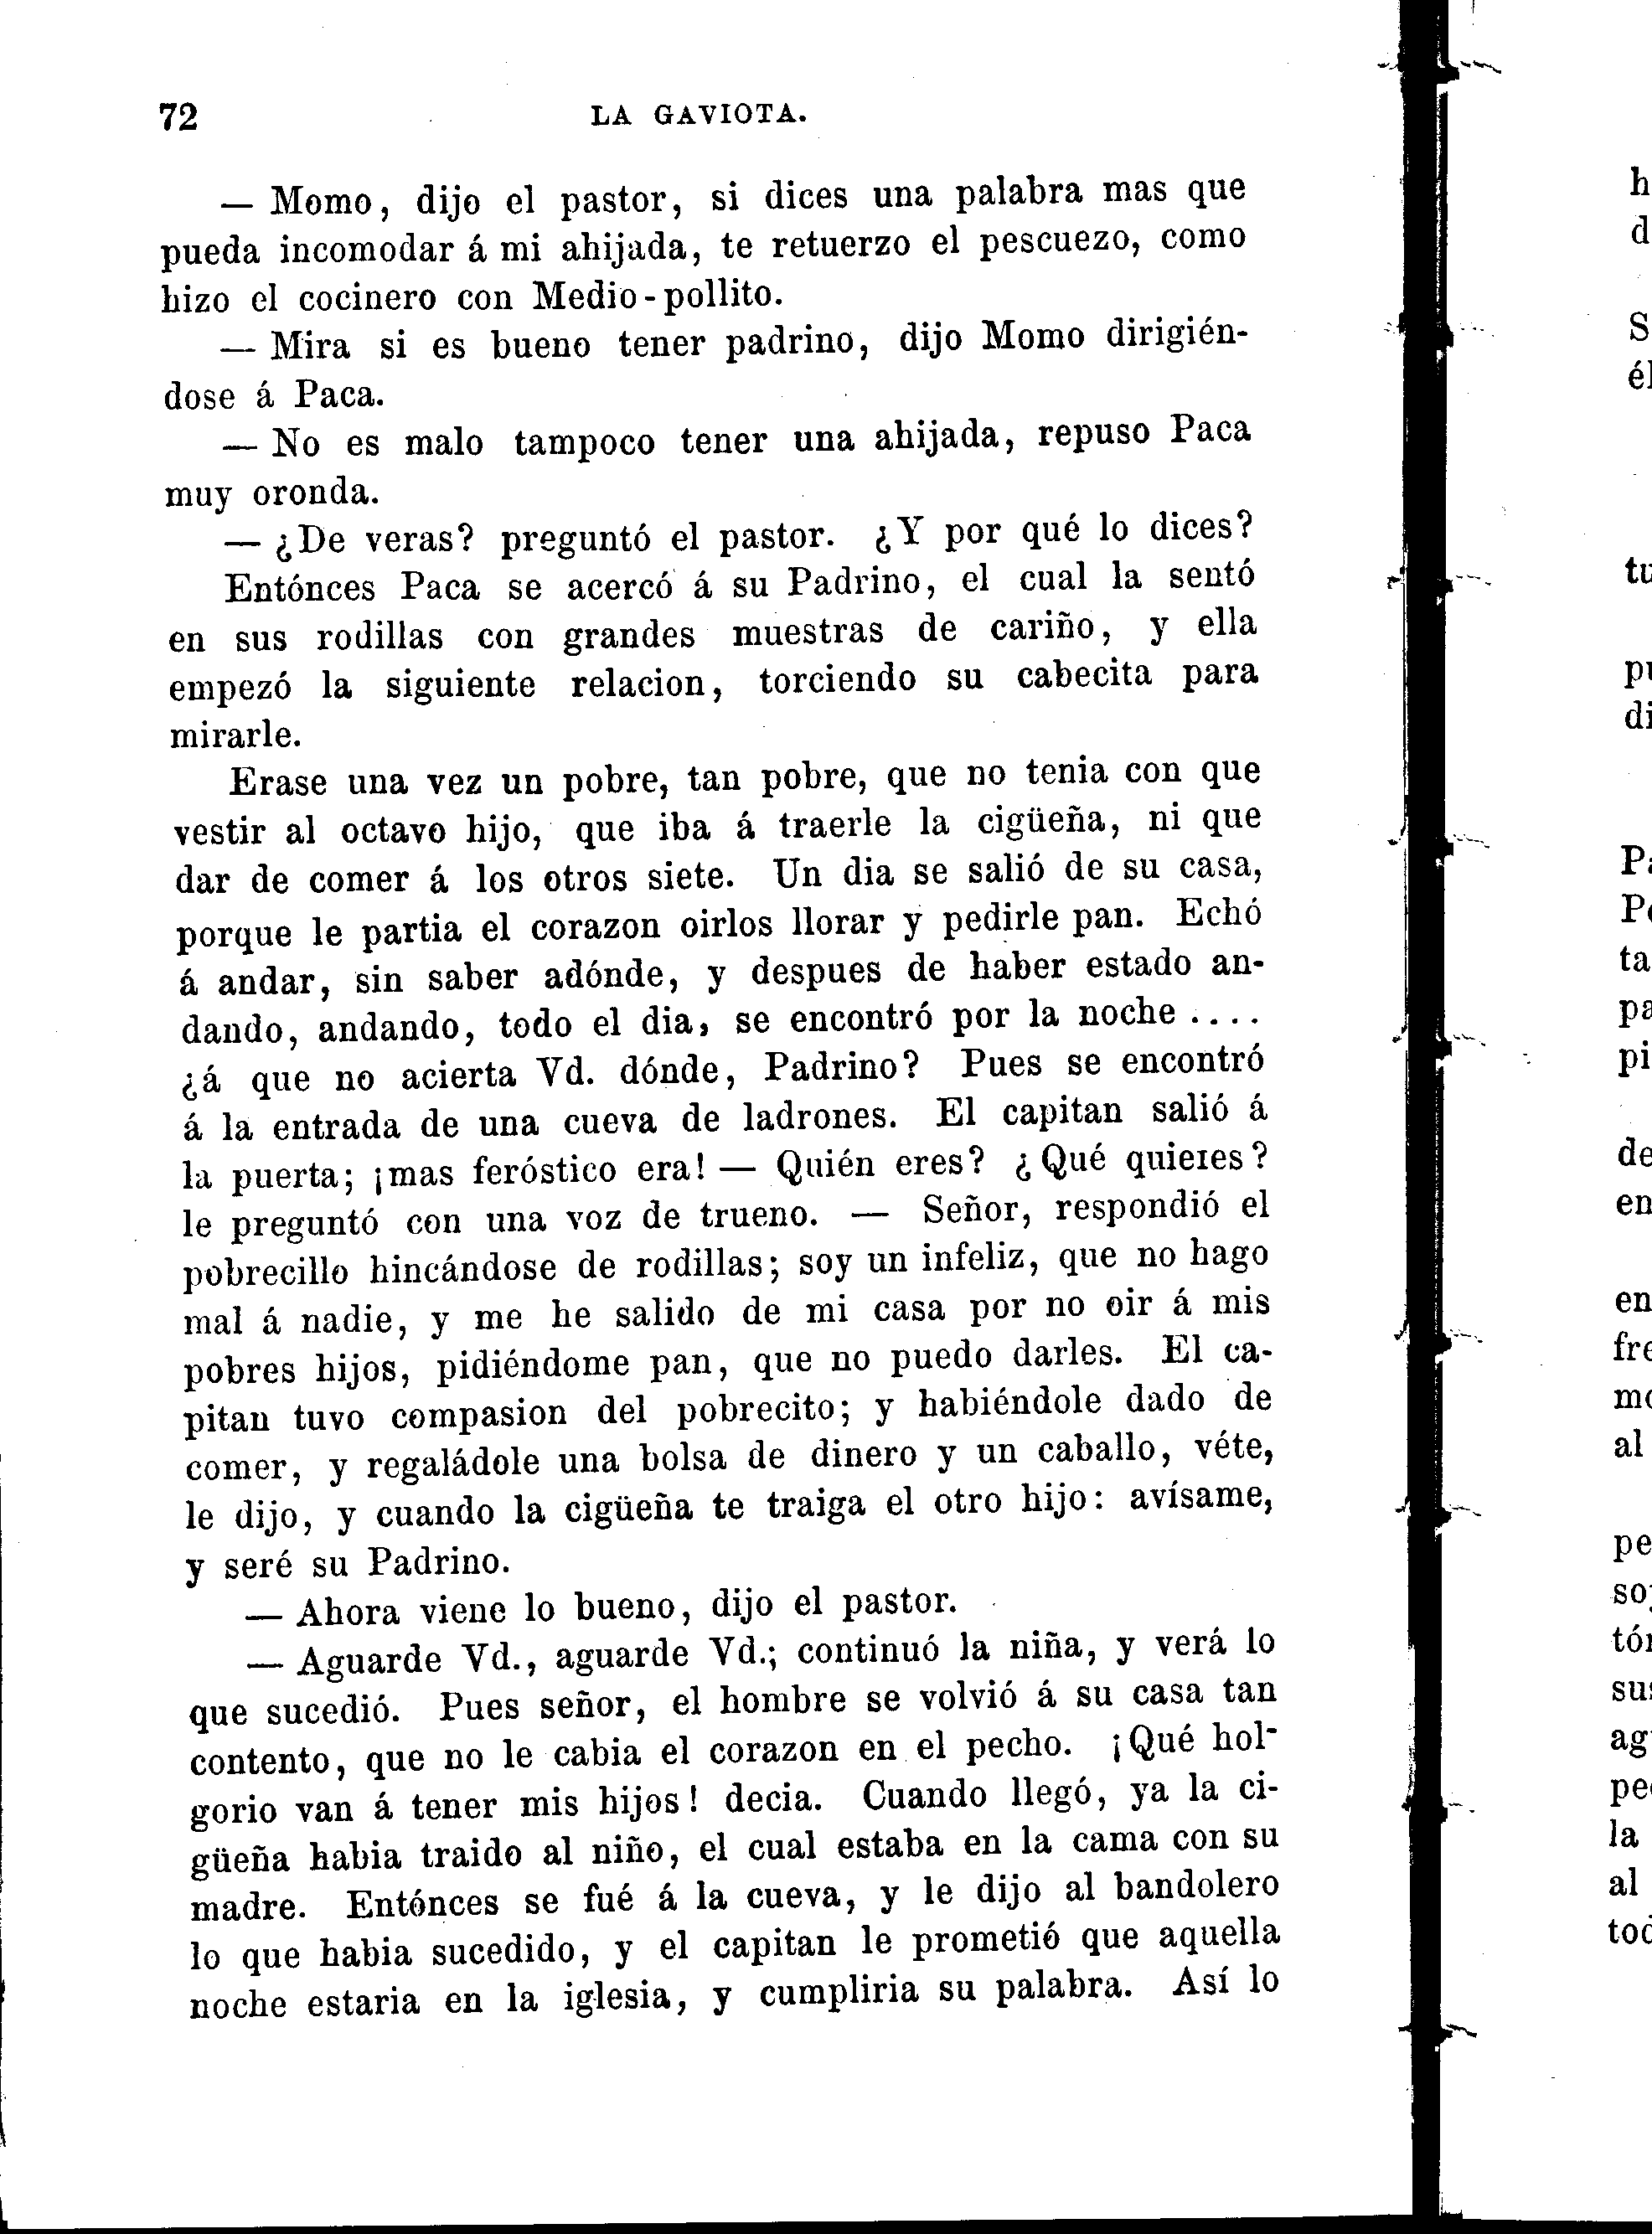 72 LA GAVIOTA.
— Momo, dijo el pastor, si dices una palabra mas que
pueda incomodar á mi ahijada, te retuerzo el pescuezo, como
hizo el cocinero con Medio-pollito.
— Mira si es bueno tener padrino, dijo Momo dirigién-
dose á Paca.
— No es malo tampoco tener una ahijada, repuso Paca
muy oronda.
— ¿De veras? preguntó el pastor. ¿Y por qué lo dices?
Entónces Paca se acercó á su Padrino, el cual la sentó
en sus rodillas con grandes muestras de cariño, y ella
empezó la siguiente relacion, torciendo su cabecita para
mirarle.
Erase una vez un pobre, tan pobre, que no tenia con que
vestir al octavo hijo, que iba á traerle la cigüeña, ni que
dar de comer á los otros siete. Un dia se salió de su casa,
porque le partia el corazon oirlos llorar y pedirle pan. Echó
á andar, sin saber adónde, y despues de haber estado an-
dando, andando, todo el dia, se encontró por la noche ....
¿á que no acierta Vd. dónde, Padrino? Pues se encontró
á la entrada de una cueva de ladrones. El capitan salió á
la puerta; ¡mas feróstico era! — Quién eres? ¿Qué quieres?
le preguntó con una voz de trueno. — Señor, respondió el
pobrecillo hincándose de rodillas; soy un infeliz, que no hago
mal á nadie, y me he salido de mi casa por no oir á mis
pobres hijos, pidiéndome pan, que no puedo darles. El ca-
pitan tuvo compasion del pobrecito; y habiéndole dado de
comer, y regaládole una bolsa de dinero y un caballo, véte,
le dijo, y cuando la cigüeña te traiga el otro hijo: avísame,
y seré su Padrino.
— Ahora viene lo bueno, dijo el pastor.
— Aguarde Vd., aguarde Vd.; continuó la niña, y verá lo
que sucedió. Pues señor, el hombre se volvió á su casa tan
contento, que no le cabia el corazon en el pecho. ¡Qué hol-
gorio van á tener mis hijos! decia. Cuando llegó, ya la ci-
güeña habia traido al niño, el cual estaba en la cama con su
madre. Entónces se fué á la cueva, y le dijo al bandolero
lo que habia sucedido, y el capitan le prometió que aquella
noche estaria en la iglesia, y cumpliria su palabra. Así lo